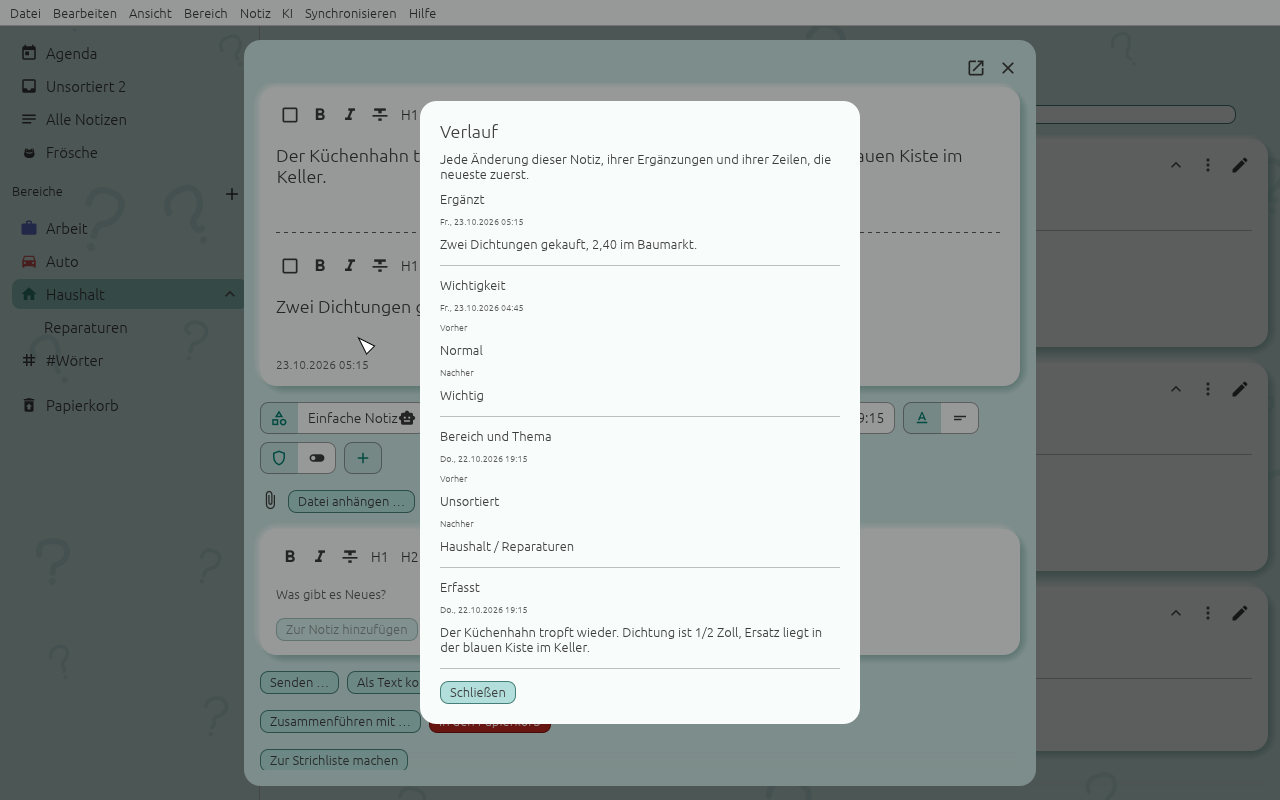 Datei Bearbeiten Ansicht Bereich Notiz KI Synchronisieren Hilfe
Agenda
Unsortiert 2
Alle Notizen
Frösche
Bereiche
Arbeit
Auto
Haushalt
Reparaturen
#Wörter
Papierkorb
B I H1
Der Küchenhahn t
auen Kiste im
Keller.
B I H1
Zwei Dichtungen g
23.10.2026 05:15
Einfache Notiz
9:15
A
Datei anhängen …
B I H1 H2
Was gibt es Neues?
Zur Notiz hinzufügen
Senden …
Als Text ko
Zusammenführen mit …
Zur Strichliste machen
Verlauf
Jede Änderung dieser Notiz, ihrer Ergänzungen und ihrer Zeilen, die
neueste zuerst.
Ergänzt
Fr., 23.10.2026 05:15
Zwei Dichtungen gekauft, 2,40 im Baumarkt.
Wichtigkeit
Fr., 23.10.2026 04:45
Vorher
Normal
Nachher
Wichtig
Bereich und Thema
Do., 22.10.2026 19:15
Vorher
Unsortiert
Nachher
Haushalt / Reparaturen
Erfasst
Do., 22.10.2026 19:15
Der Küchenhahn tropft wieder. Dichtung ist 1/2 Zoll, Ersatz liegt in
der blauen Kiste im Keller.
Schließen